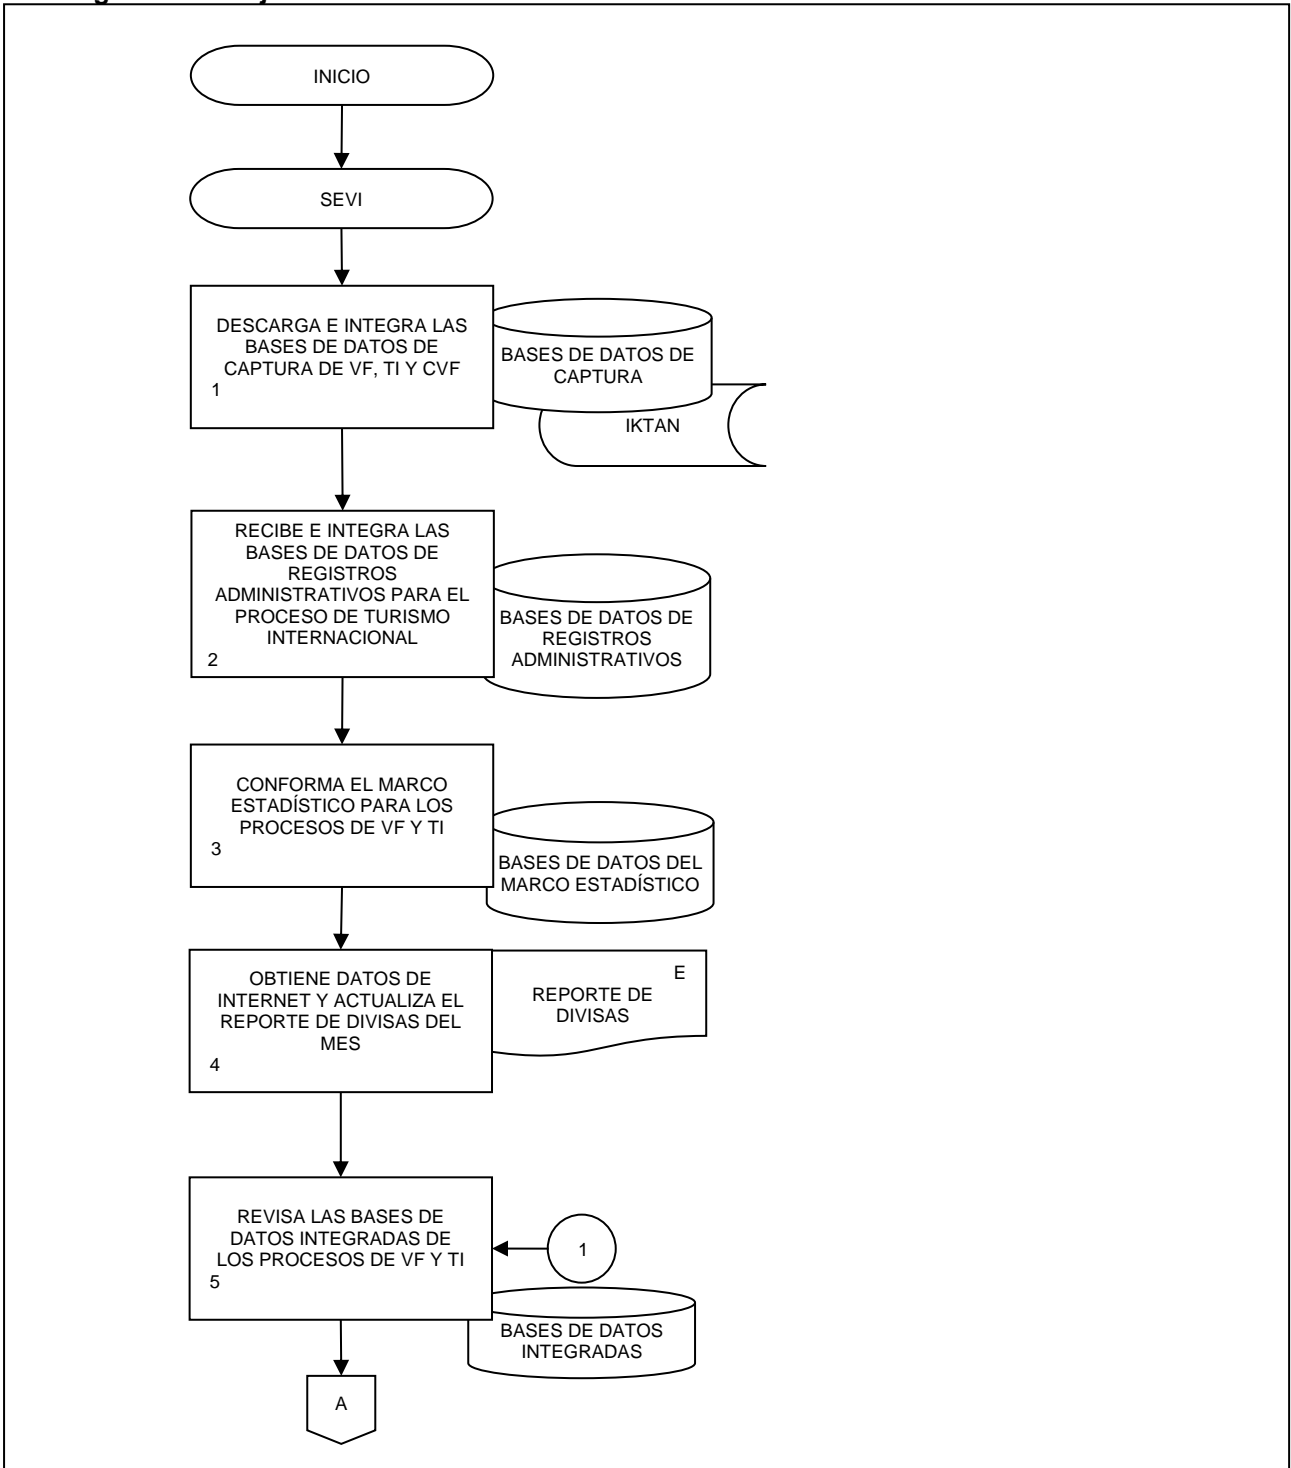 INICIO
SEVI
DESCARGA E INTEGRA LAS
BASES DE DATOS DE
CAPTURA DE VF, TI Y CVF
1
BASES DE DATOS DE
CAPTURA
IKTAN
RECIBE E INTEGRA LAS
BASES DE DATOS DE
REGISTROS
ADMINISTRATIVOS PARA EL
PROCESO DE TURISMO
INTERNACIONAL
2
BASES DE DATOS DE
REGISTROS
ADMINISTRATIVOS
CONFORMA EL MARCO
ESTADÍSTICO PARA LOS
PROCESOS DE VF Y TI
3
BASES DE DATOS DEL
MARCO ESTADÍSTICO
OBTIENE DATOS DE
INTERNET Y ACTUALIZA EL
REPORTE DE DIVISAS DEL
MES
4
E
REPORTE DE
DIVISAS
REVISA LAS BASES DE
DATOS INTEGRADAS DE
LOS PROCESOS DE VF Y TI
5
1
BASES DE DATOS
INTEGRADAS
A